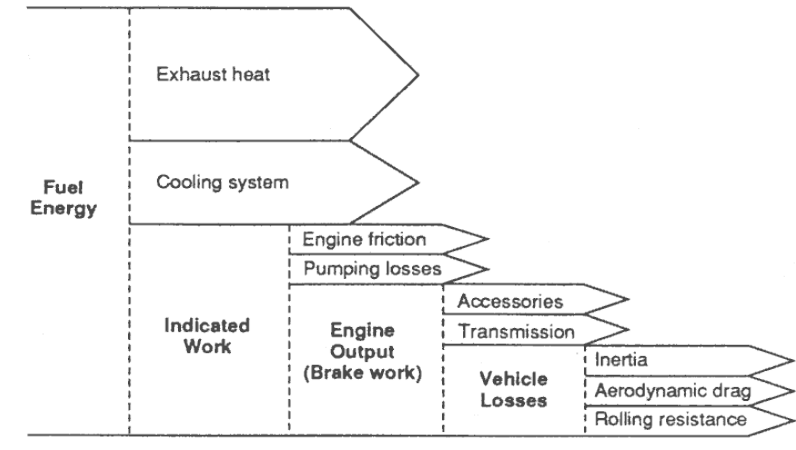 Exhaust heat
Cooling system
Fuel
Energy
Engine friction
Pumping losses
Indicated
Work
Engine
Output
(Brake work)
Accessories
Transmission
Vehicle
Losses
Inertia
Aerodynamic drag
Rolling resistance